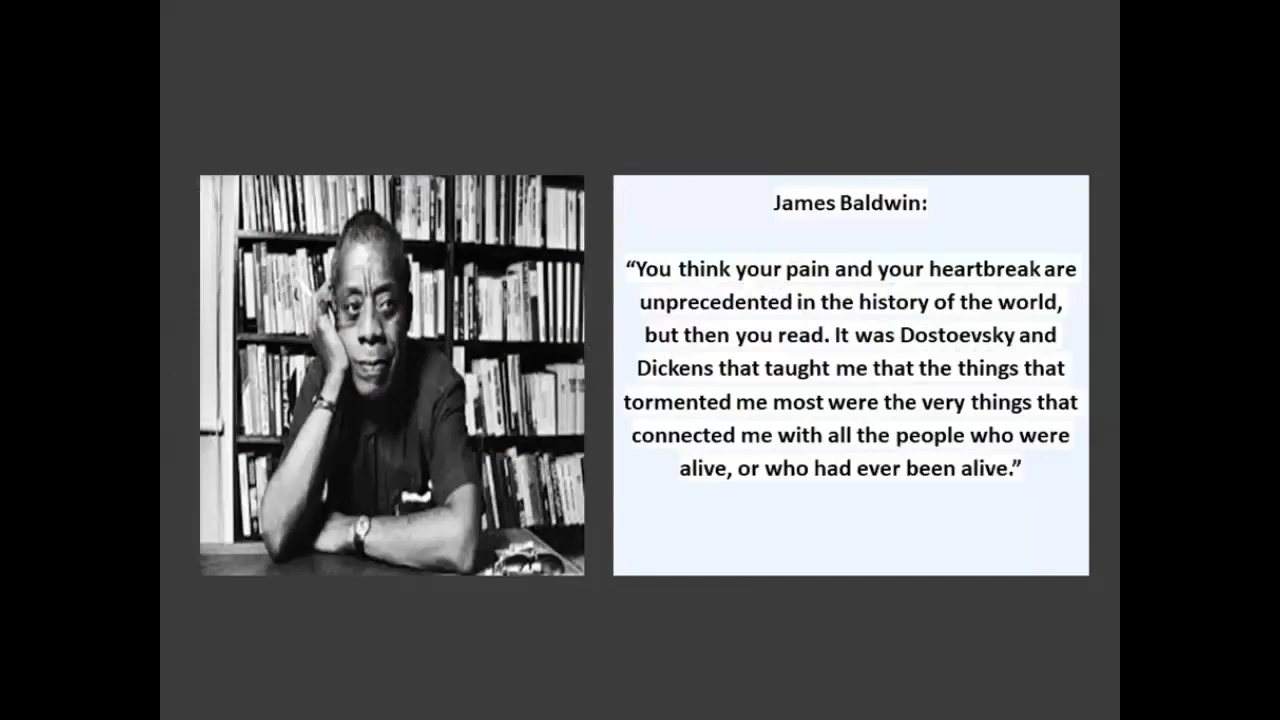 James Baldwin:
“You think your pain and your heartbreak are
unprecedented in the history of the world,
but then you read. It was Dostoevsky and
Dickens that taught me that the things that
tormented me most were the very things that
connected me with all the people who were
alive, or who had ever been alive.”